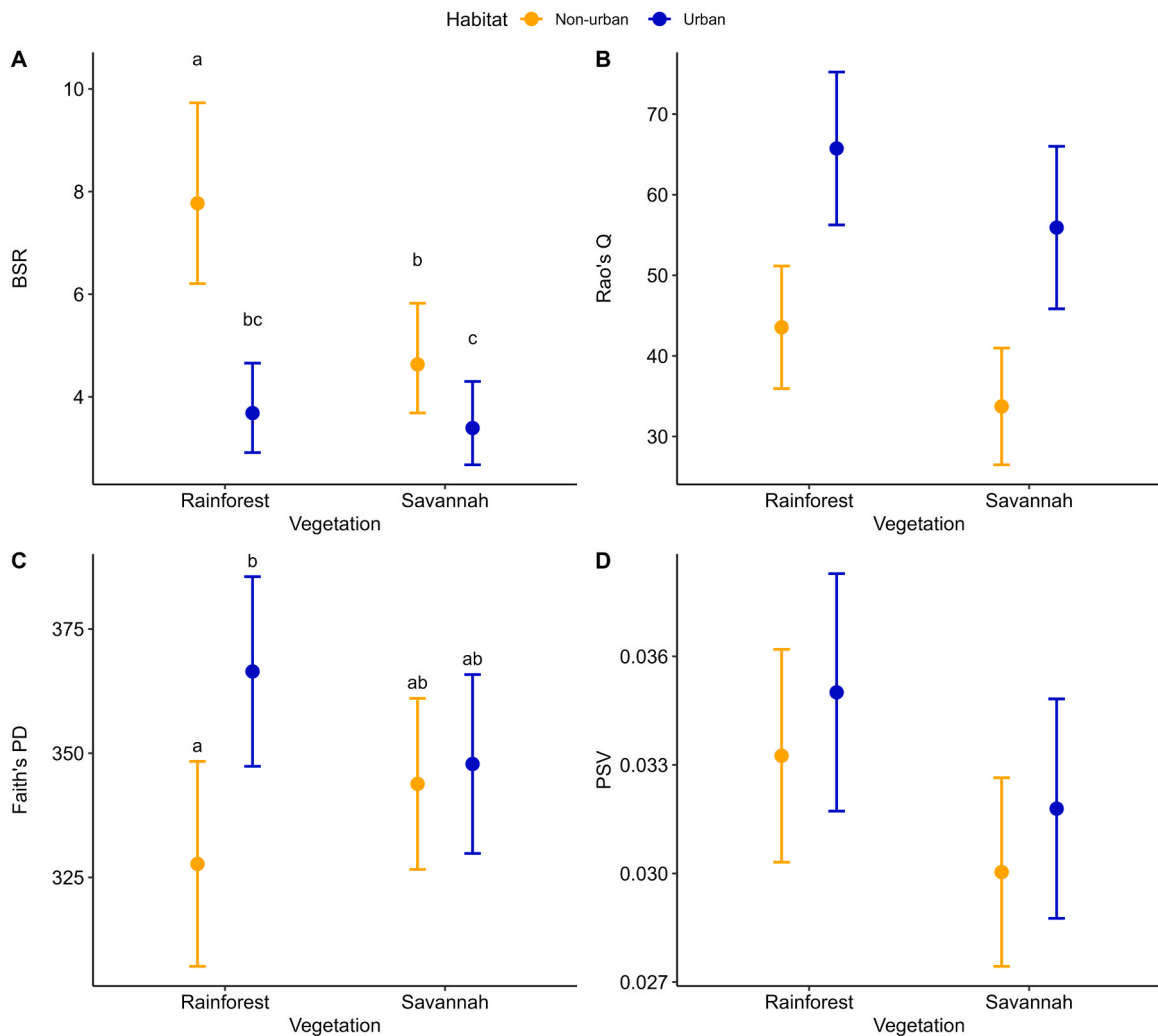 Habitat Non-urban Urban
A
a
10
8
BSR
b
6
bc
c
4
Rainforest Savannah
Vegetation
B
70
60
Rao's Q
50
40
30
Rainforest Savannah
Vegetation
C
b
375
ab
ab
a
350
Faith's PD
325
Rainforest Savannah
Vegetation
D
0.036
PSV
0.033
0.030
0.027
Rainforest Savannah
Vegetation